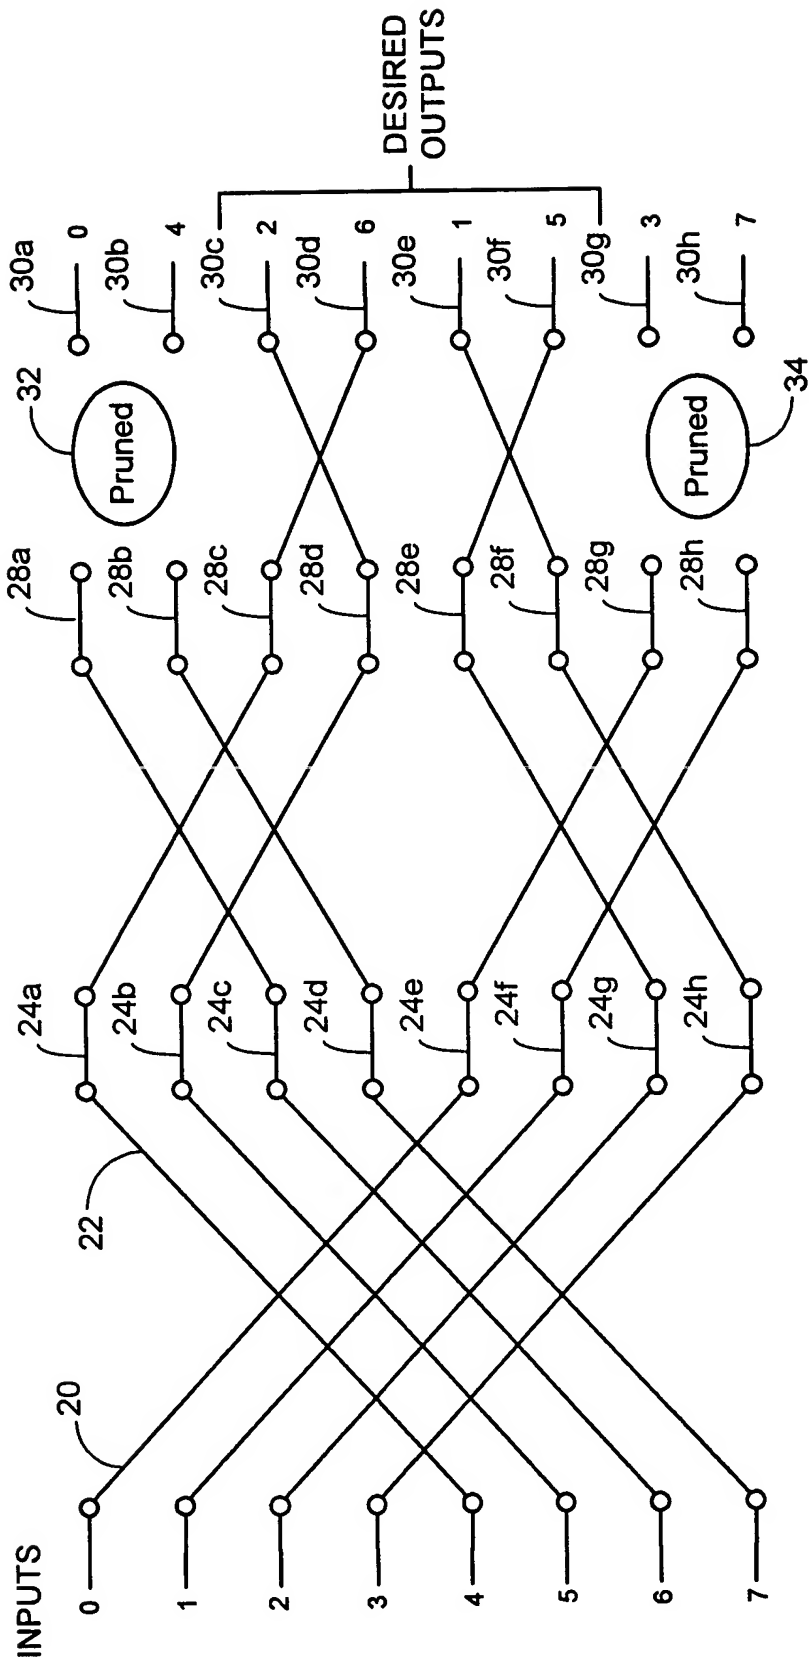 INPUTS
0
1
2
3
4
5
6
7
20
22
24a
24b
24c
24d
24e
24f
24g
24h
28a
28b
28c
28d
28e
28f
28g
28h
32
Pruned
Pruned
34
30a
30b
30c
30d
30e
30f
30g
30h
0
4
2
6
1
5
3
7
DESIRED
OUTPUTS